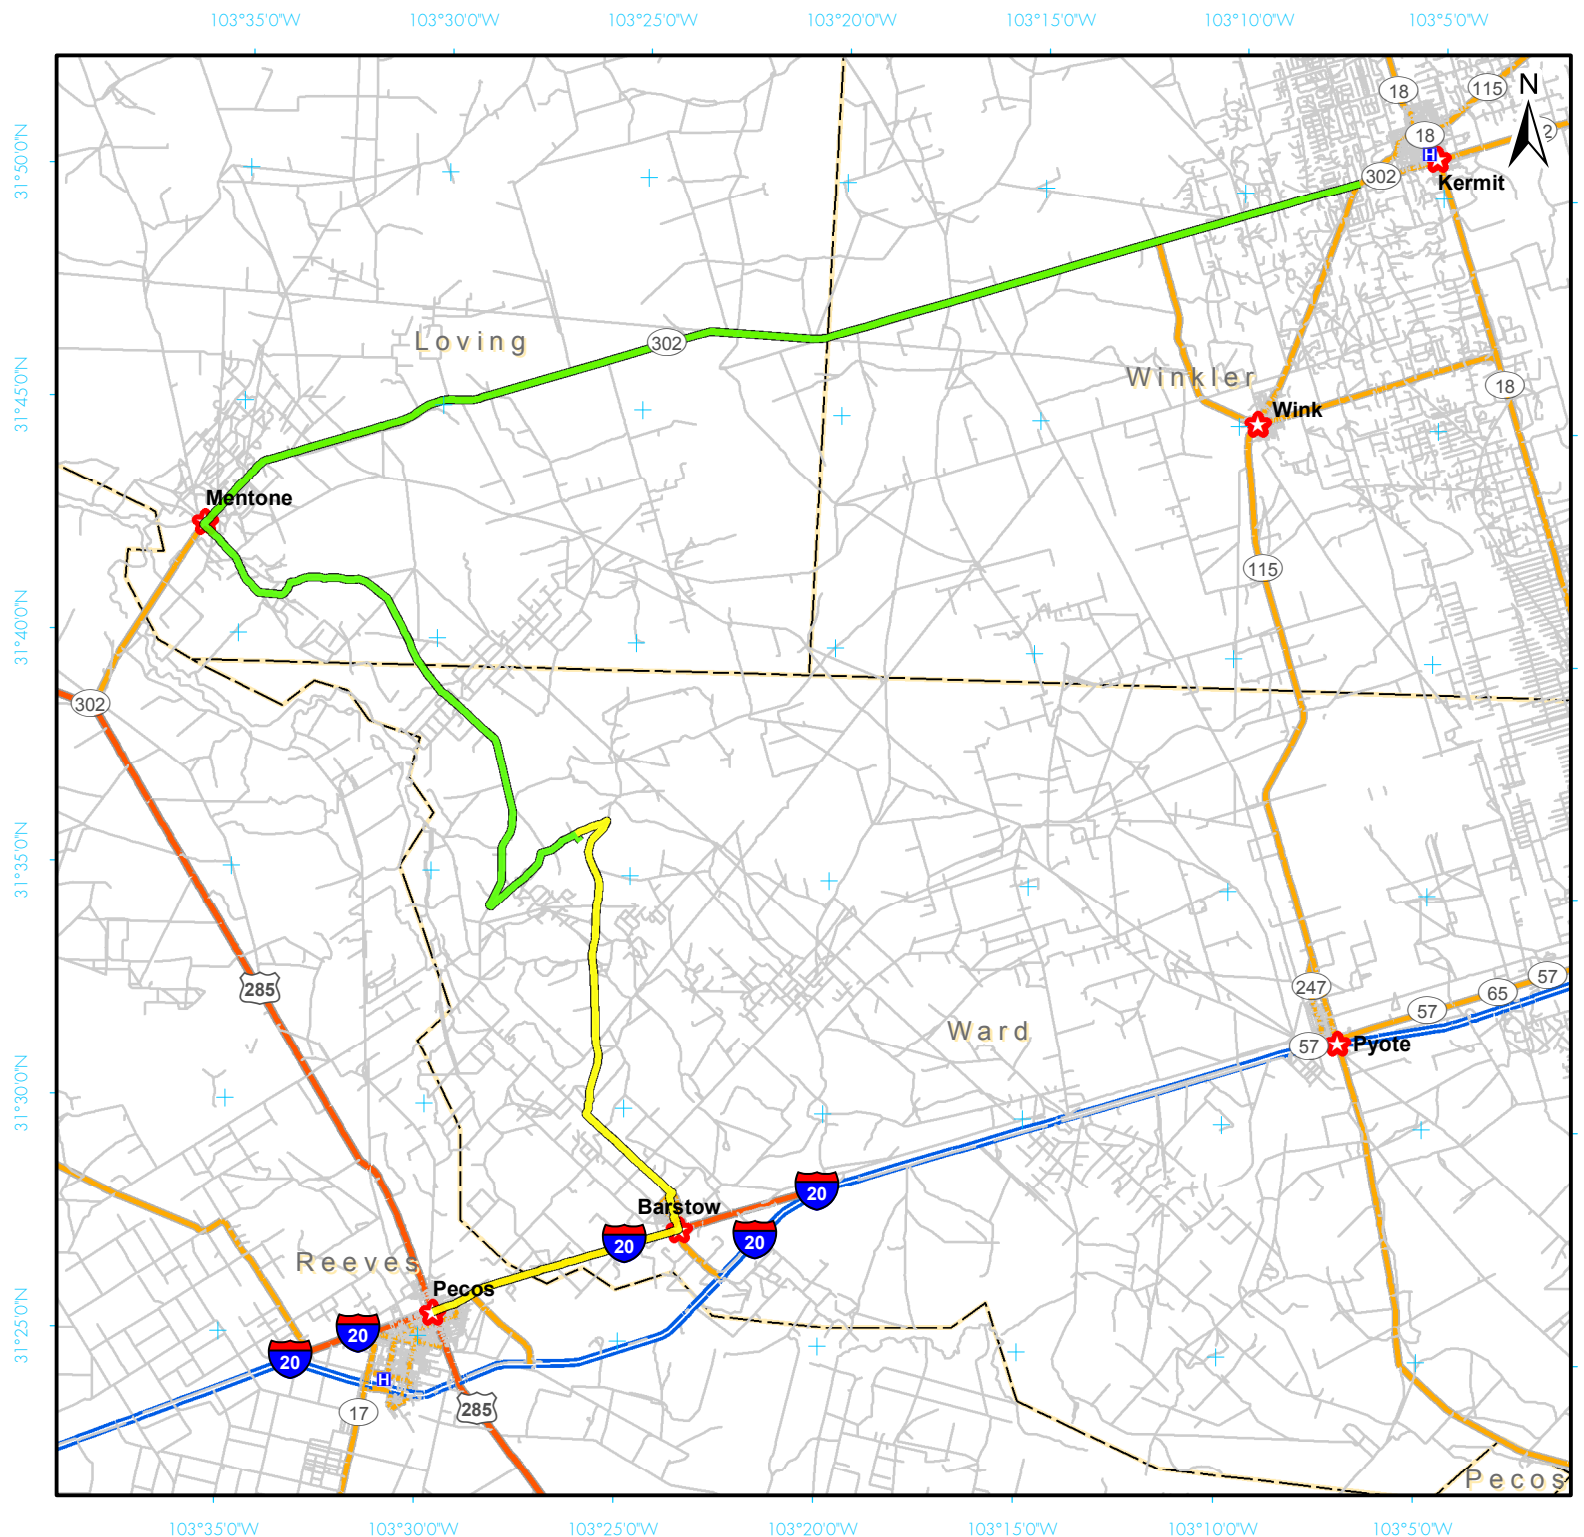 103°35'0"W
103°30'0"W
103°25'0"W
103°20'0"W
103°15'0"W
103°10'0"W
103°5'0"W
18
115
N
18
2
H
31°50'0"N
302
Kermit
Loving
302
Winkler
18
31°45'0"N
Wink
Mentone
115
31°40'0"N
302
31°35'0"N
285
247
57
65
57
Ward
57
Pyote
31°30'0"N
20
Barstow
20
20
Reeves
Pecos
31°25'0"N
20
20
H
17
285
Pecos
103°35'0"W
103°30'0"W
103°25'0"W
103°20'0"W
103°15'0"W
103°10'0"W
103°5'0"W